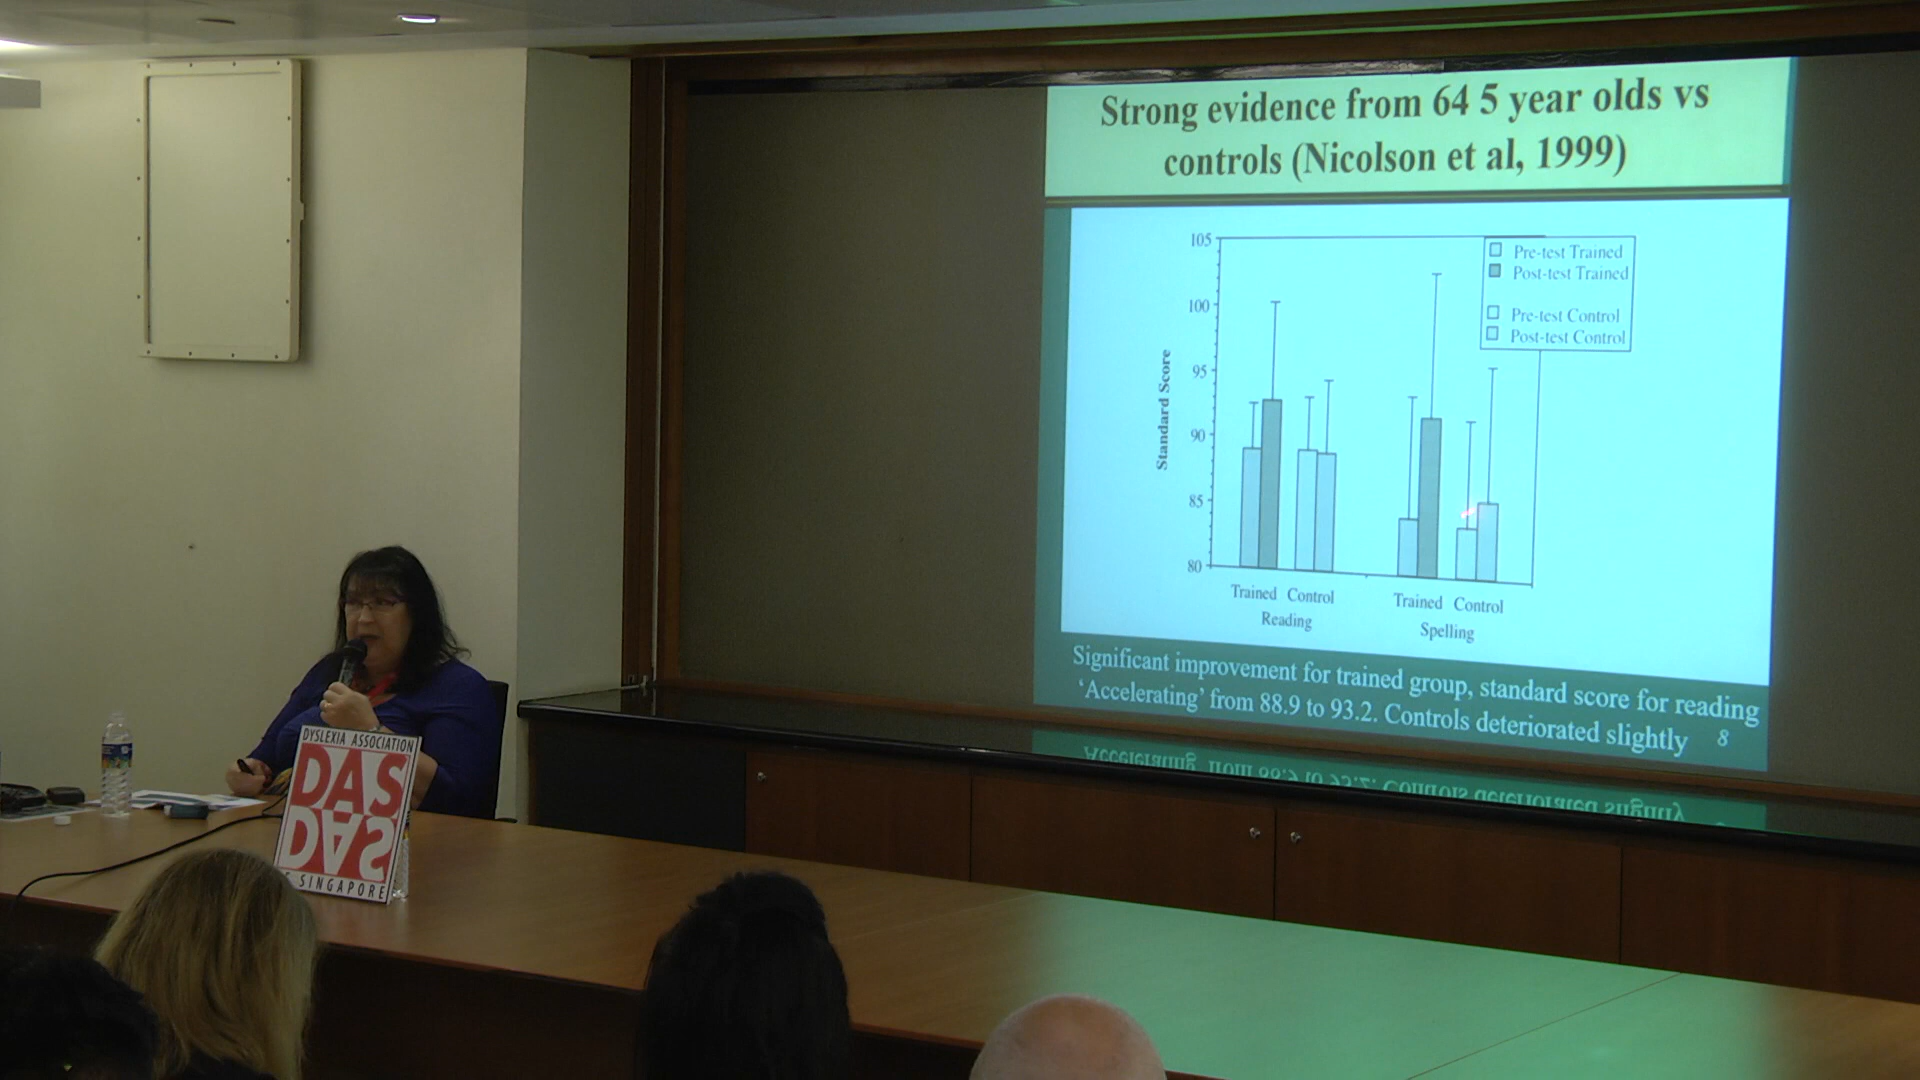 Strong evidence from 64 5 year olds vs
controls (Nicolson et al, 1999)
105
100
95
90
85
80
Standard Score
Pre-test Trained
Post-test Trained
Pre-test Control
Post-test Control
Trained Control
Reading
Trained Control
Spelling
Significant improvement for trained group, standard score for reading
‘Accelerating’ from 88.9 to 93.2. Controls deteriorated slightly
8
DYSLEXIA ASSOCIATION
DAS
DAS
SINGAPORE